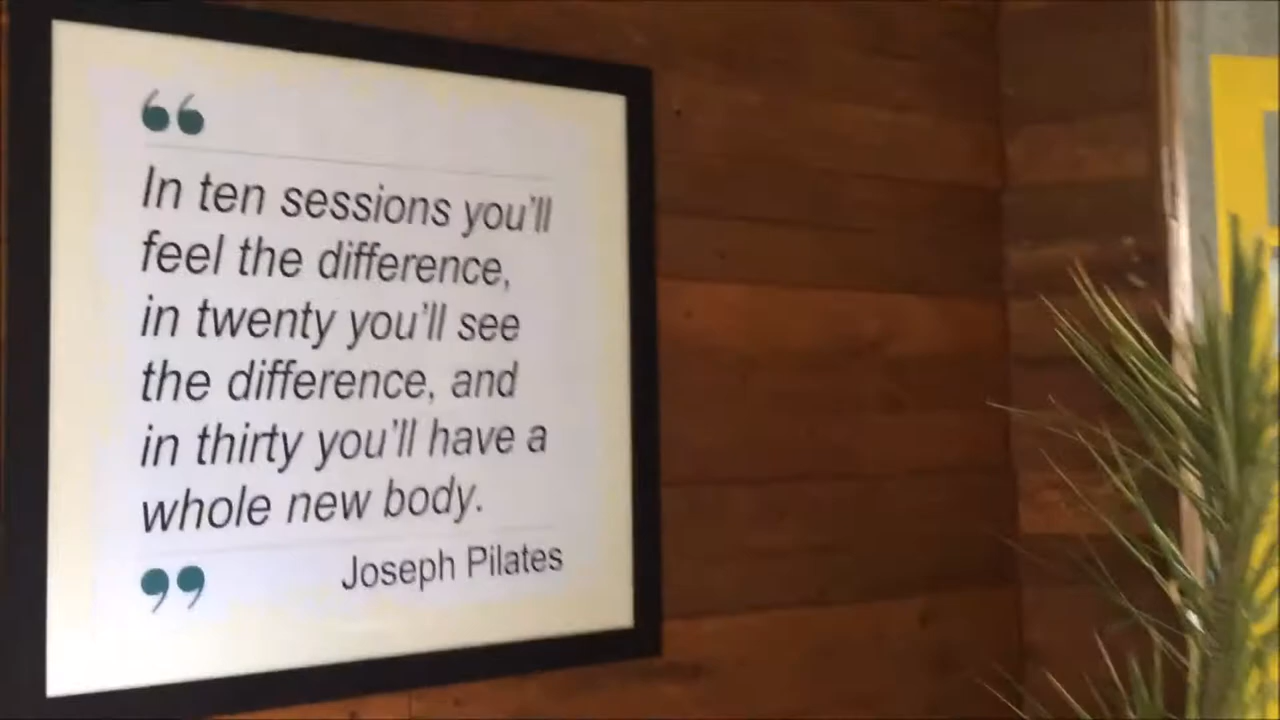 “
In ten sessions you'll
feel the difference,
in twenty you'll see
the difference, and
in thirty you'll have a
whole new body.
Joseph Pilates
”